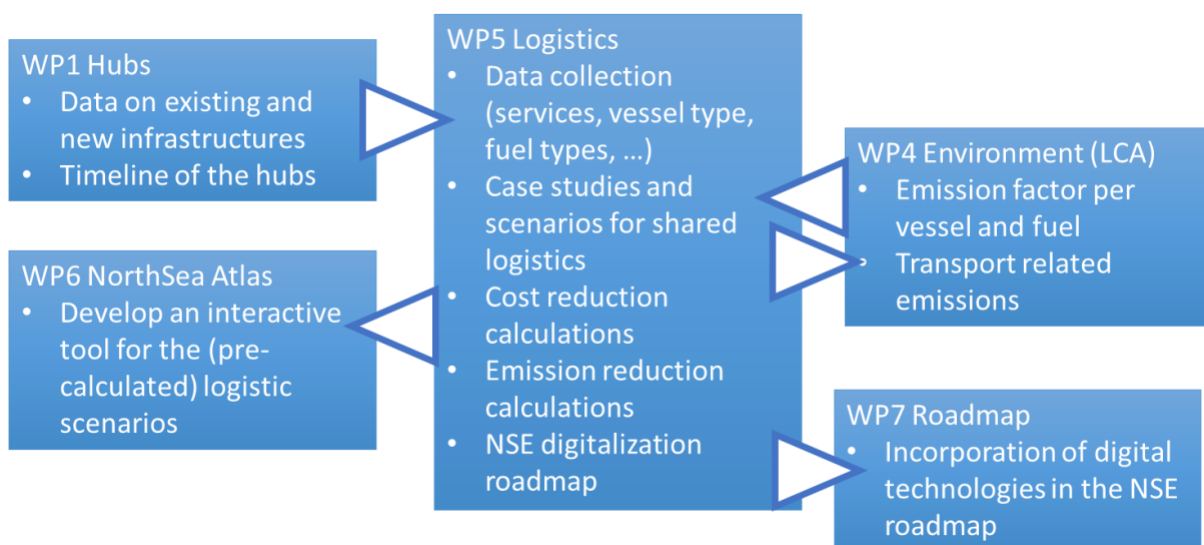 WP1 Hubs
• Data on existing and
new infrastructures
• Timeline of the hubs
WP6 NorthSea Atlas
• Develop an interactive
tool for the (pre-
calculated) logistic
scenarios
WP5 Logistics
• Data collection
(services, vessel type,
fuel types, ...)
• Case studies and
scenarios for shared
logistics
• Cost reduction
calculations
• Emission reduction
calculations
• NSE digitalization
roadmap
WP4 Environment (LCA)
• Emission factor per
vessel and fuel
• Transport related
emissions
WP7 Roadmap
• Incorporation of digital
technologies in the NSE
roadmap